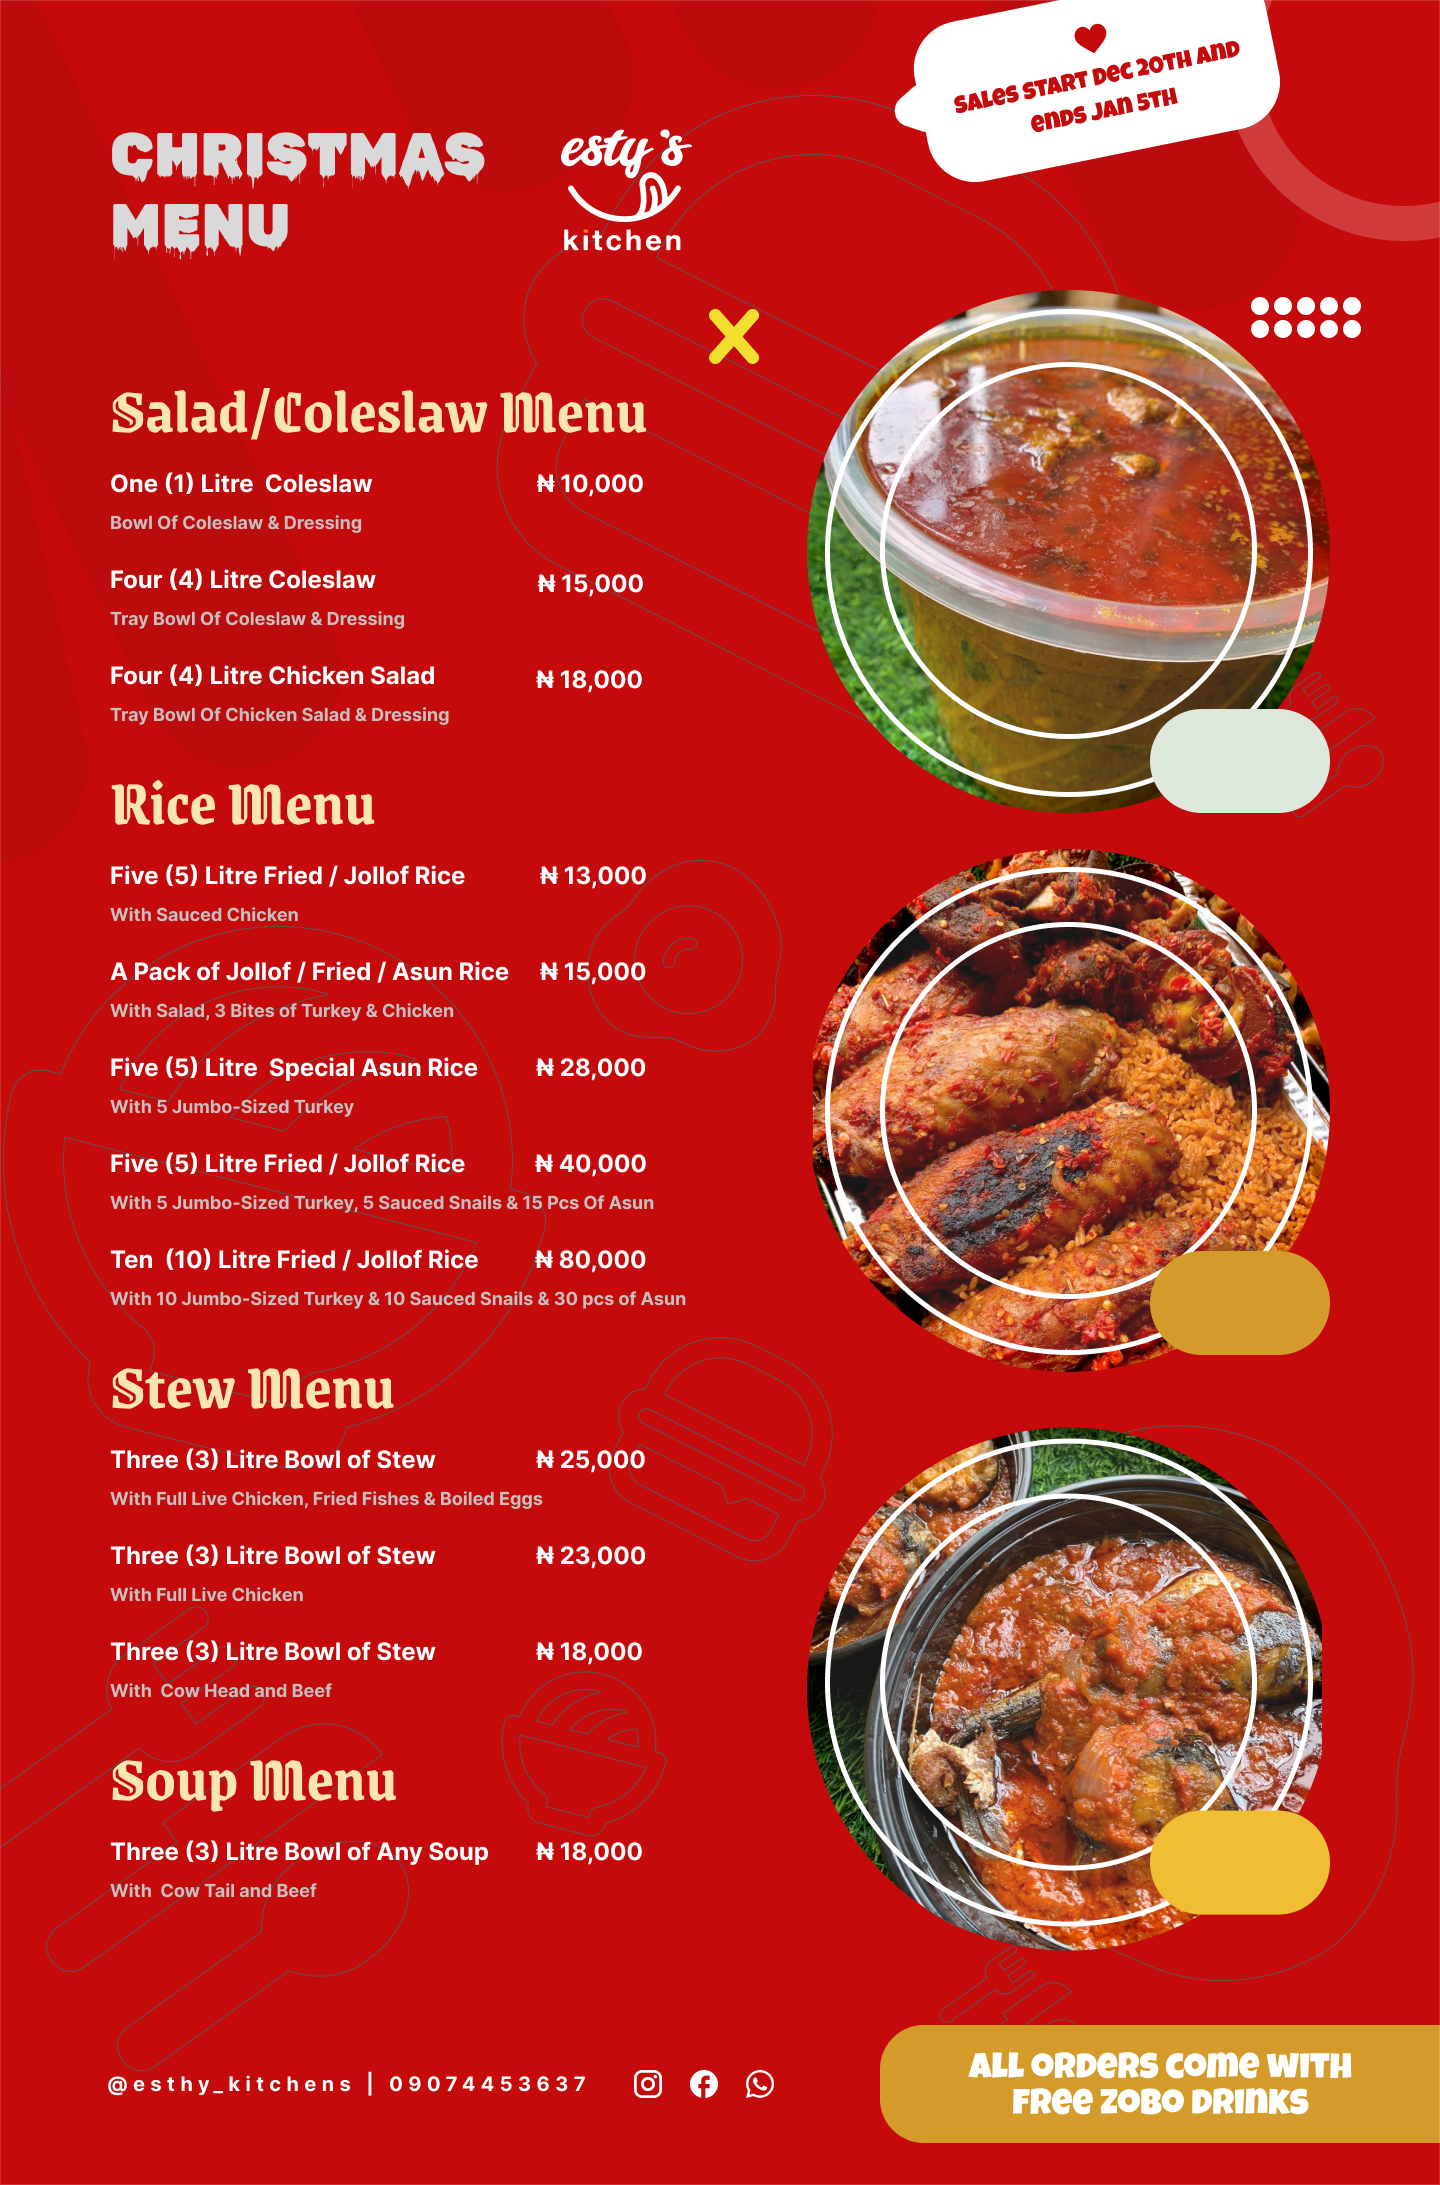 Sales start Dec 20th and
ends Jan 5th
CHRISTMAS
MENU
esty's
kitchen
Salad/Coleslaw Menu
One (1) Litre Coleslaw ₦ 10,000
Bowl Of Coleslaw & Dressing
Four (4) Litre Coleslaw ₦ 15,000
Tray Bowl Of Coleslaw & Dressing
Four (4) Litre Chicken Salad ₦ 18,000
Tray Bowl Of Chicken Salad & Dressing
Rice Menu
Five (5) Litre Fried / Jollof Rice ₦ 13,000
With Sauced Chicken
A Pack of Jollof / Fried / Asun Rice ₦ 15,000
With Salad, 3 Bites of Turkey & Chicken
Five (5) Litre Special Asun Rice ₦ 28,000
With 5 Jumbo-Sized Turkey
Five (5) Litre Fried / Jollof Rice ₦ 40,000
With 5 Jumbo-Sized Turkey, 5 Sauced Snails & 15 Pcs Of Asun
Ten (10) Litre Fried / Jollof Rice ₦ 80,000
With 10 Jumbo-Sized Turkey & 10 Sauced Snails & 30 pcs of Asun
Stew Menu
Three (3) Litre Bowl of Stew ₦ 25,000
With Full Live Chicken, Fried Fishes & Boiled Eggs
Three (3) Litre Bowl of Stew ₦ 23,000
With Full Live Chicken
Three (3) Litre Bowl of Stew ₦ 18,000
With Cow Head and Beef
Soup Menu
Three (3) Litre Bowl of Any Soup ₦ 18,000
With Cow Tail and Beef
@esthy_kitchens | 09074453637
All orders come with
free zobo drinks